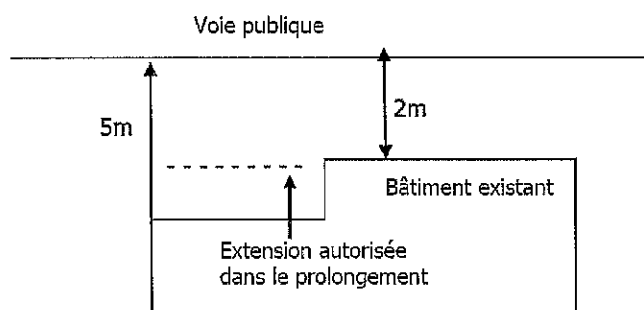 Voie publique
5m
2m
Bâtiment existant
Extension autorisée
dans le prolongement